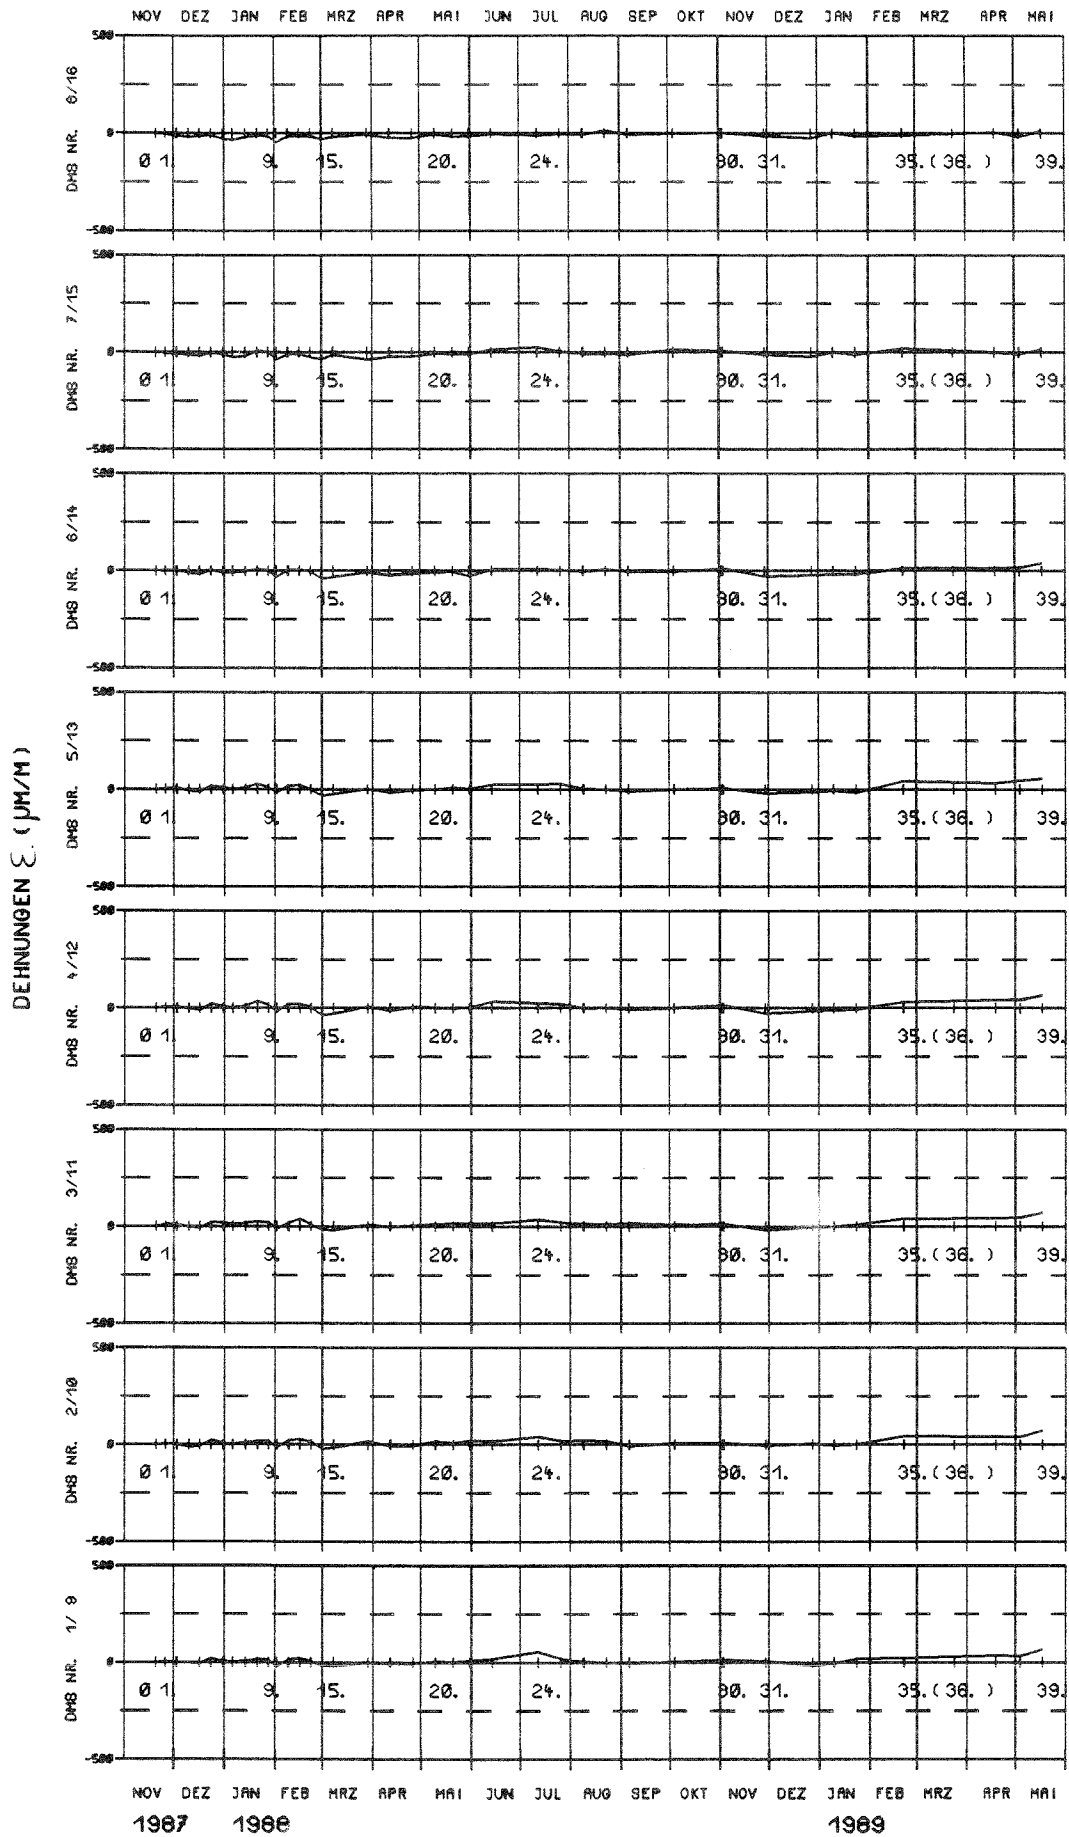 NOV DEZ JAN FEB MRZ APR MAI JUN JUL AUG SEP OKT NOV DEZ JAN FEB MRZ APR MAI
DEHNUNGEN Ɛ. (µM/M)
500
DMS NR. 8/16
0
0 1. 9. 15. 20. 24. 30. 31. 35. (36. ) 39.
-500
500
DMS NR. 7/15
0
0 1. 9. 15. 20. 24. 30. 31. 35. (36. ) 39.
-500
500
DMS NR. 6/14
0
0 1. 9. 15. 20. 24. 30. 31. 35. (36. ) 39.
-500
500
DMS NR. 5/13
0
0 1. 9. 15. 20. 24. 30. 31. 35. (36. ) 39.
-500
500
DMS NR. 4/12
0
0 1. 9. 15. 20. 24. 30. 31. 35. (36. ) 39.
-500
500
DMS NR. 3/11
0
0 1. 9. 15. 20. 24. 30. 31. 35. (36. ) 39.
-500
500
DMS NR. 2/10
0
0 1. 9. 15. 20. 24. 30. 31. 35. (36. ) 39.
-500
500
DMS NR. 1/ 9
0
0 1. 9. 15. 20. 24. 30. 31. 35. (36. ) 39.
-500
NOV DEZ JAN FEB MRZ APR MAI JUN JUL AUG SEP OKT NOV DEZ JAN FEB MRZ APR MAI
1987 1988 1989